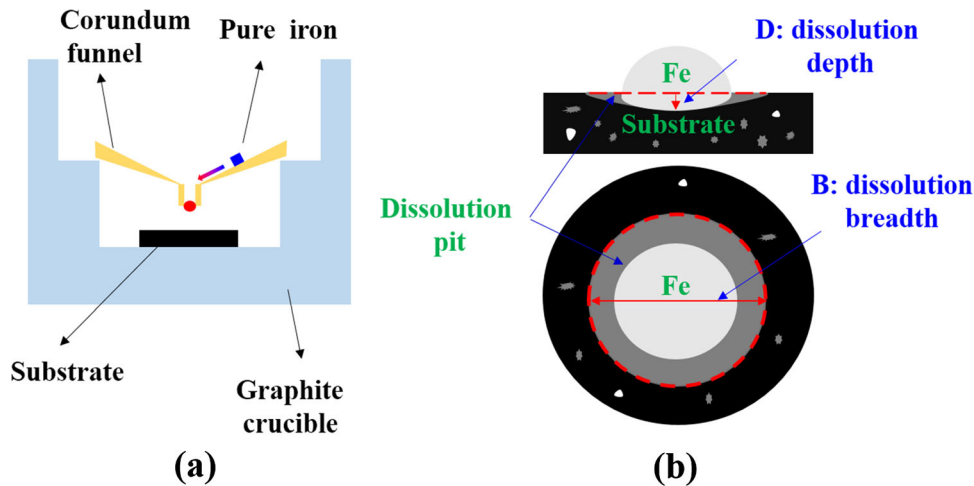 Corundum
funnel
Pure iron
Substrate
Graphite
crucible
(a)
D: dissolution
depth
Fe
Substrate
Dissolution
pit
B: dissolution
breadth
Fe
(b)